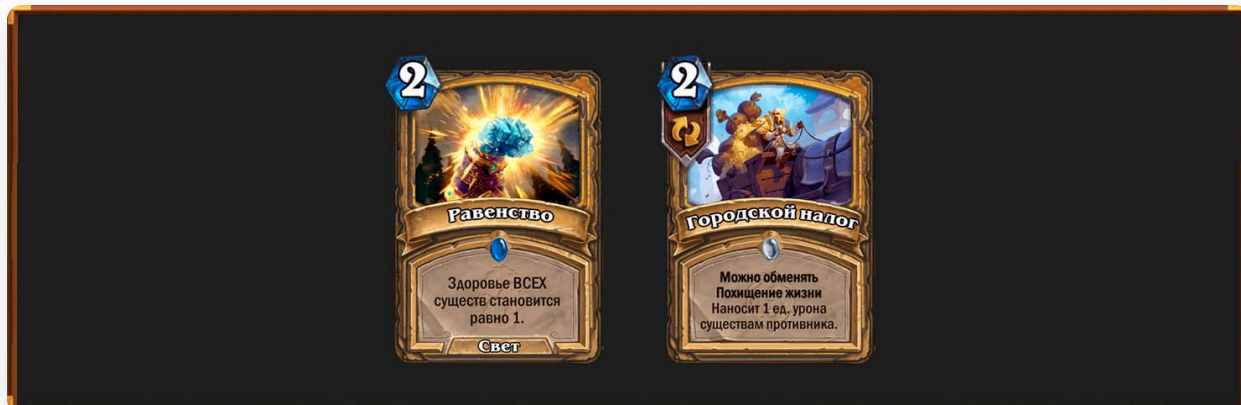 2
Равенство
Здоровье ВСЕХ
существ становится
равно 1.
Свет
2
Городской налог
Можно обменять
Похищение жизни
Наносит 1 ед. урона
существам противника.